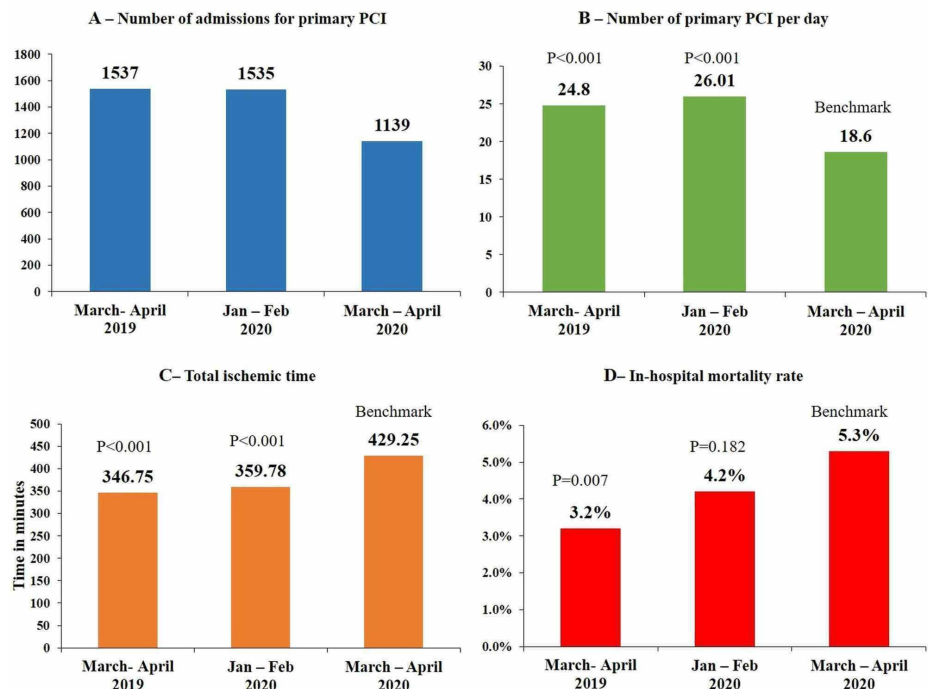 A – Number of admissions for primary PCI
1800
1600
1400
1200
1000
800
600
400
200
0
1537
1535
1139
March- April
2019
Jan – Feb
2020
March – April
2020
B – Number of primary PCI per day
30
25
20
15
10
5
0
P<0.001
24.8
P<0.001
26.01
Benchmark
18.6
March- April
2019
Jan – Feb
2020
March – April
2020
C– Total ischemic time
Time in minutes
500
450
400
350
300
250
200
150
100
50
0
P<0.001
346.75
P<0.001
359.78
Benchmark
429.25
March- April
2019
Jan – Feb
2020
March – April
2020
D– In-hospital mortality rate
6.0%
5.0%
4.0%
3.0%
2.0%
1.0%
0.0%
P=0.007
3.2%
P=0.182
4.2%
Benchmark
5.3%
March- April
2019
Jan – Feb
2020
March – April
2020